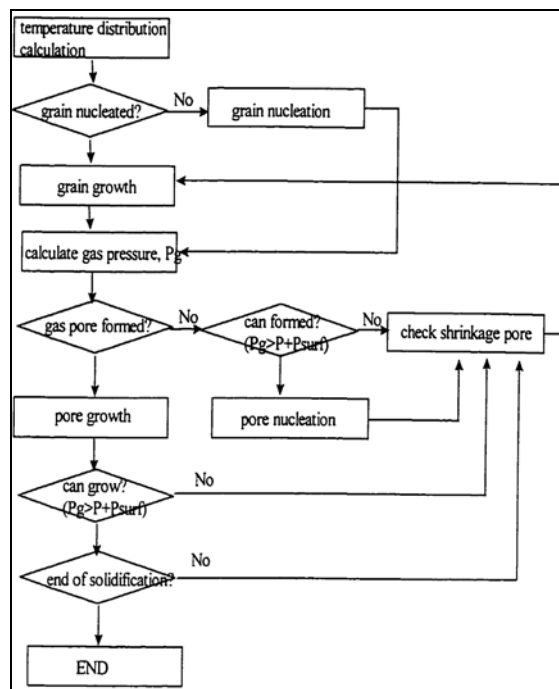 temperature distribution
calculation
grain nucleated?
No
grain nucleation
grain growth
calculate gas pressure, Pg
gas pore formed?
No
can formed?
(Pg>P+Psurf)
No
check shrinkage pore
pore growth
pore nucleation
can grow?
(Pg>P+Psurf)
No
end of solidification?
No
END